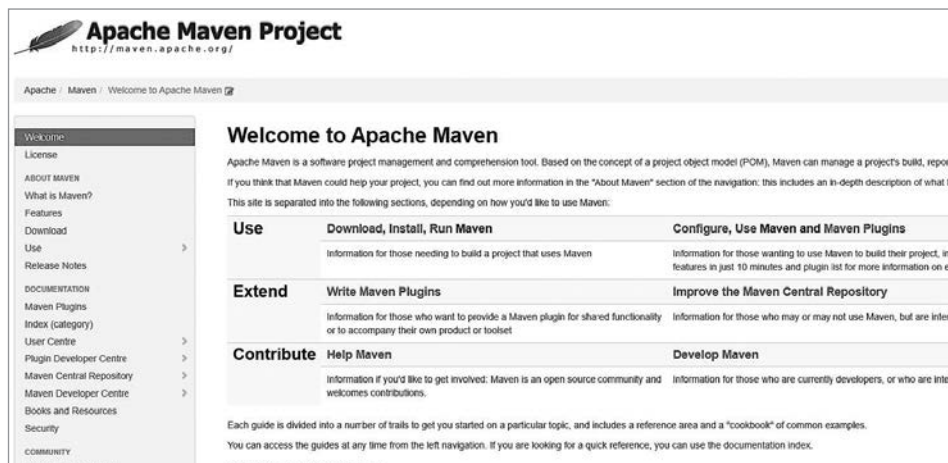 Apache Maven Project
http://maven.apache.org/
Apache / Maven / Welcome to Apache Maven
Welcome
License
ABOUT MAVEN
What is Maven?
Features
Download
Use
Release Notes
DOCUMENTATION
Maven Plugins
Index (category)
User Centre
Plugin Developer Centre
Maven Central Repository
Maven Developer Centre
Books and Resources
Security
COMMUNITY
Welcome to Apache Maven
Apache Maven is a software project management and comprehension tool. Based on the concept of a project object model (POM), Maven can manage a project's build,
If you think that Maven could help your project, you can find out more information in the "About Maven" section of the navigation: this includes an in-depth description of what
This site is separated into the following sections, depending on how you'd like to use Maven:
Use
Download, Install, Run Maven
Information for those needing to build a project that uses Maven
Configure, Use Maven and Maven Plugins
Information for those wanting to use Maven to build their project,
features in just 10 minutes and plugin list for more information on
Extend
Write Maven Plugins
Information for those who want to provide a Maven plugin for shared functionality
or to accompany their own product or toolset
Improve the Maven Central Repository
Information for those who may or may not use Maven, but are
Contribute
Help Maven
Information if you'd like to get involved: Maven is an open source community and
welcomes contributions.
Develop Maven
Information for those who are currently developers, or who are
Each guide is divided into a number of trails to get you started on a particular topic, and includes a reference area and a "cookbook" of common examples.
You can access the guides at any time from the left navigation. If you are looking for a quick reference, you can use the documentation index.